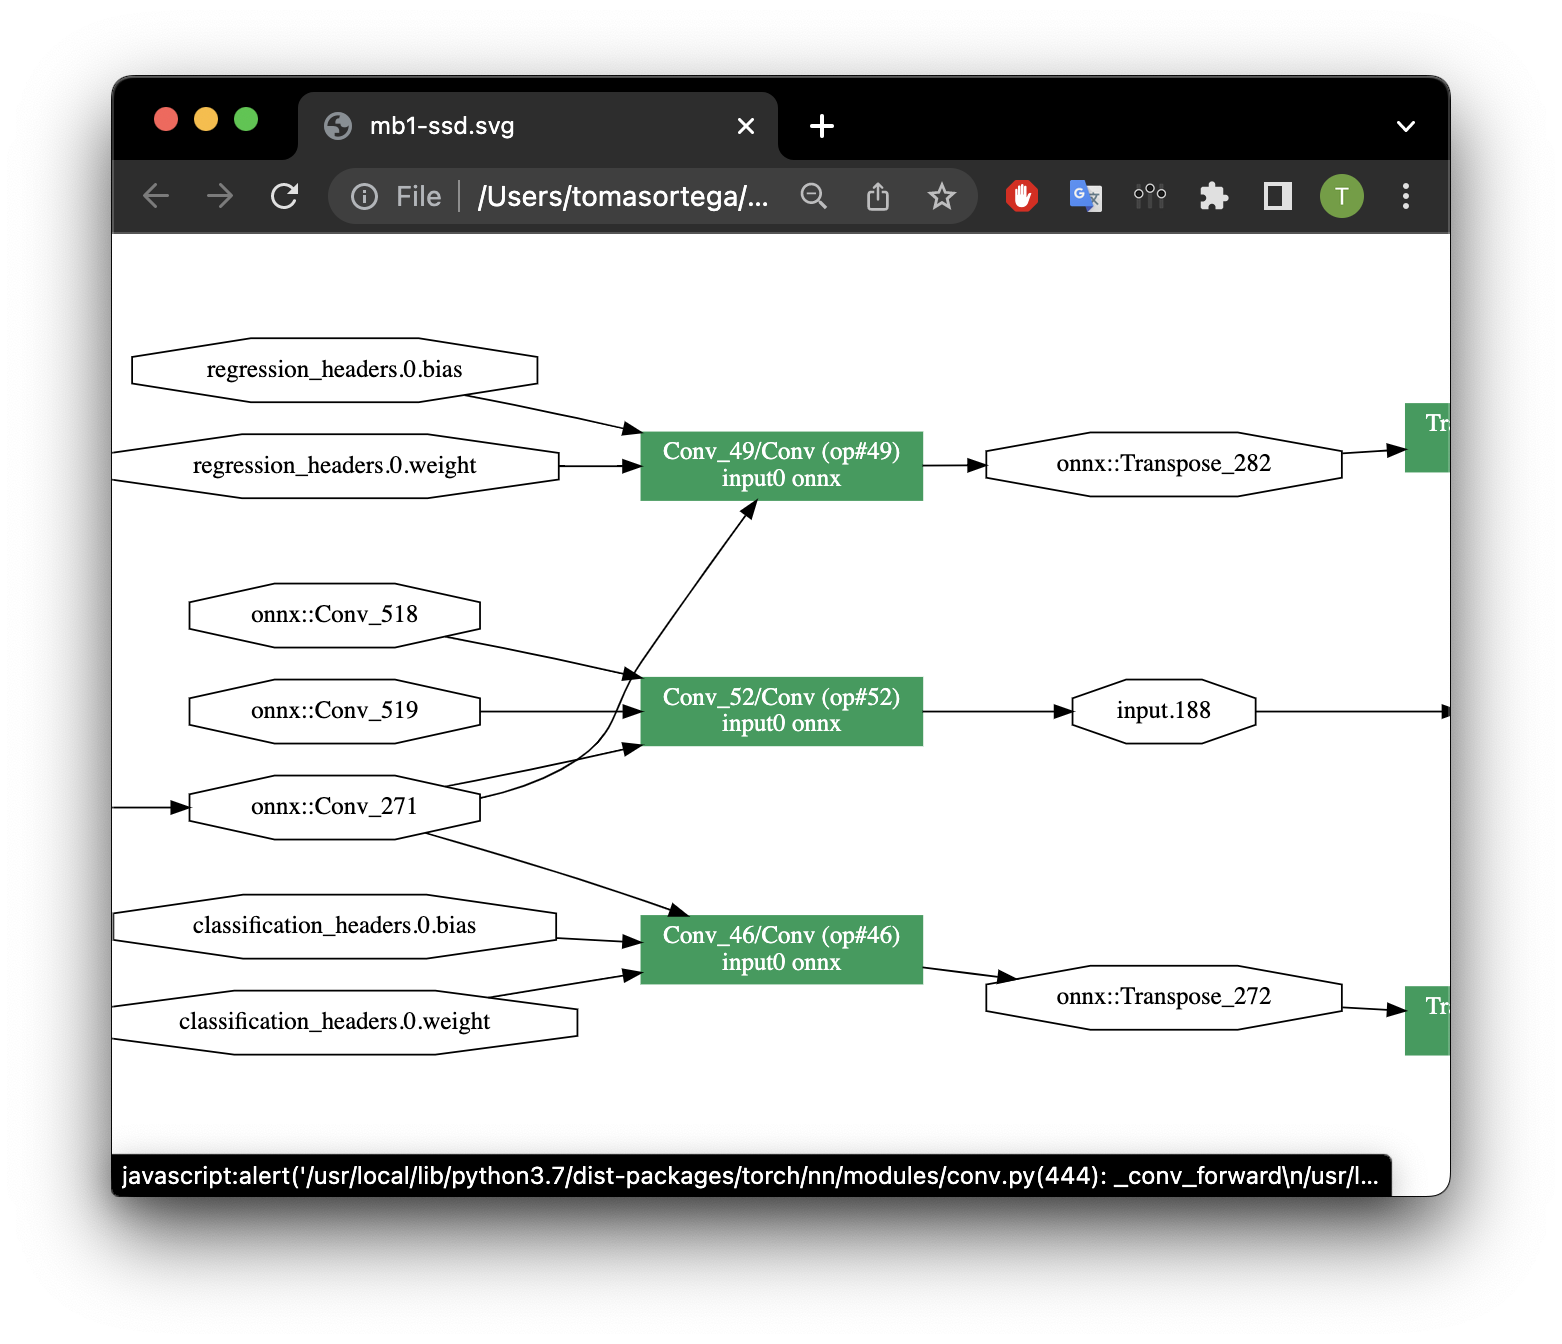 mb1-ssd.svg
File /Users/tomasortega/...
T
regression_headers.0.bias
regression_headers.0.weight
Conv_49/Conv (op#49)
input0 onnx
onnx::Transpose_282
Tr
onnx::Conv_518
onnx::Conv_519
Conv_52/Conv (op#52)
input0 onnx
input.188
onnx::Conv_271
classification_headers.0.bias
classification_headers.0.weight
Conv_46/Conv (op#46)
input0 onnx
onnx::Transpose_272
Tr
javascript:alert('/usr/local/lib/python3.7/dist-packages/torch/nn/modules/conv.py(444): _conv_forward\n/usr/l...